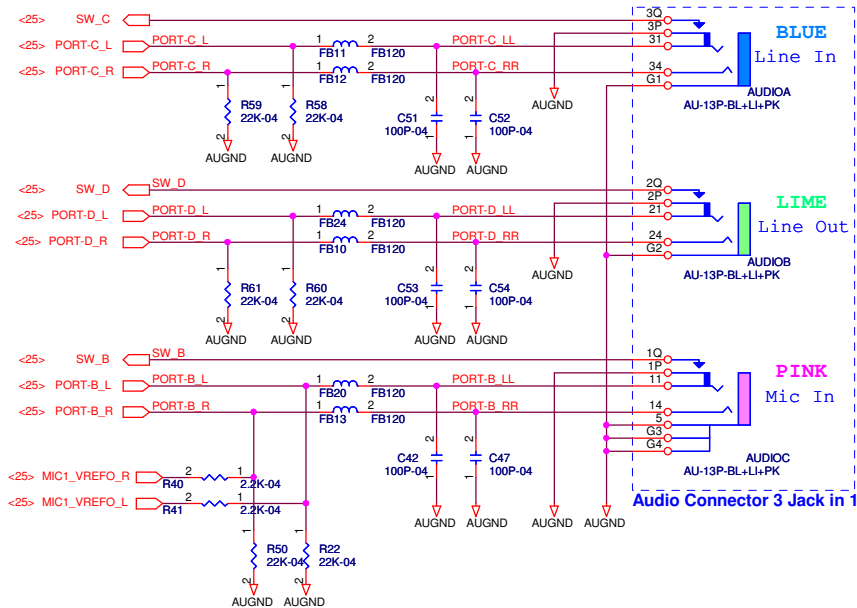 <25> SW_C 3Q
3P BLUE
<25> PORT-C_L PORT-C_L 1 2 PORT-C_LL 31 Line In
FB11 FB120
<25> PORT-C_R PORT-C_R 1 2 PORT-C_RR 34
FB12 FB120 G1
1 1 AUGND AUDIOA
R59 R58 2 2 AU-13P-BL+LI+PK
22K-04 22K-04 C51 C52
100P-04 100P-04
2 2 1 1
AUGND AUGND AUGND AUGND
<25> SW_D SW_D 2Q
2P LIME
<25> PORT-D_L PORT-D_L 1 2 PORT-D_LL 21 Line Out
FB24 FB120
<25> PORT-D_R PORT-D_R 1 2 PORT-D_RR 24
FB10 FB120 G2
1 1 AUGND AUDIOB
R61 R60 2 2 AU-13P-BL+LI+PK
22K-04 22K-04 C53 C54
100P-04 100P-04
2 2 1 1
AUGND AUGND AUGND AUGND
<25> SW_B SW_B 1Q
1P PINK
<25> PORT-B_L PORT-B_L 1 2 PORT-B_LL 11 Mic In
FB20 FB120
<25> PORT-B_R PORT-B_R 1 2 PORT-B_RR 14
FB13 FB120 5
G3
G4
2 2 AUDIOC
C42 C47 AU-13P-BL+LI+PK
100P-04 100P-04
1 1
<25> MIC1_VREFO_R 2 1
R40 2.2K-04
<25> MIC1_VREFO_L 2 1
R41 2.2K-04
Audio Connector 3 Jack in 1
AUGND AUGND AUGND AUGND
1 1
R50 R22
22K-04 22K-04
2 2
AUGND AUGND